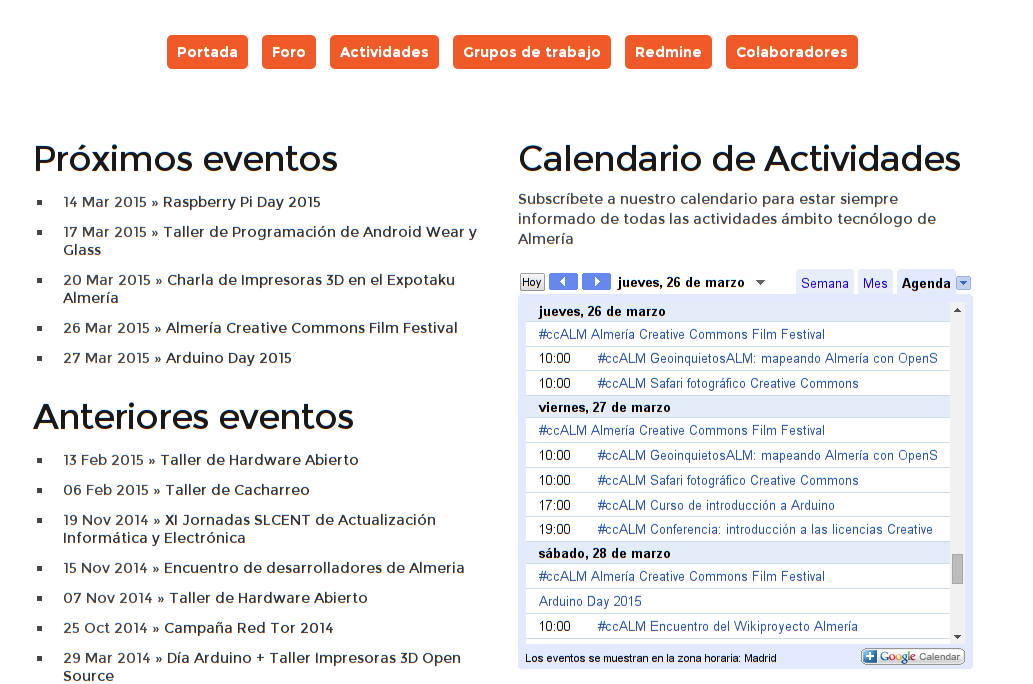 Portada
Foro
Actividades
Grupos de trabajo
Redmine
Colaboradores
Próximos eventos
14 Mar 2015 » Raspberry Pi Day 2015
17 Mar 2015 » Taller de Programación de Android Wear y
Glass
20 Mar 2015 » Charla de Impresoras 3D en el Expotaku
Almería
26 Mar 2015 » Almería Creative Commons Film Festival
27 Mar 2015 » Arduino Day 2015
Anteriores eventos
13 Feb 2015 » Taller de Hardware Abierto
06 Feb 2015 » Taller de Cacharreo
19 Nov 2014 » XI Jornadas SLCENT de Actualización
Informática y Electrónica
15 Nov 2014 » Encuentro de desarrolladores de Almeria
07 Nov 2014 » Taller de Hardware Abierto
25 Oct 2014 » Campaña Red Tor 2014
29 Mar 2014 » Día Arduino + Taller Impresoras 3D Open
Source
Calendario de Actividades
Subscríbete a nuestro calendario para estar siempre
informado de todas las actividades ámbito tecnólogo de
Almería
Hoy jueves, 26 de marzo Semana Mes Agenda
jueves, 26 de marzo
#ccALM Almería Creative Commons Film Festival
10:00 #ccALM GeoinquietosALM: mapeando Almería con OpenS
10:00 #ccALM Safari fotográfico Creative Commons
viernes, 27 de marzo
#ccALM Almería Creative Commons Film Festival
10:00 #ccALM GeoinquietosALM: mapeando Almería con OpenS
10:00 #ccALM Safari fotográfico Creative Commons
17:00 #ccALM Curso de introducción a Arduino
19:00 #ccALM Conferencia: introducción a las licencias Creative
sábado, 28 de marzo
#ccALM Almería Creative Commons Film Festival
Arduino Day 2015
10:00 #ccALM Encuentro del Wikiproyecto Almería
Los eventos se muestran en la zona horaria: Madrid
Google Calendar